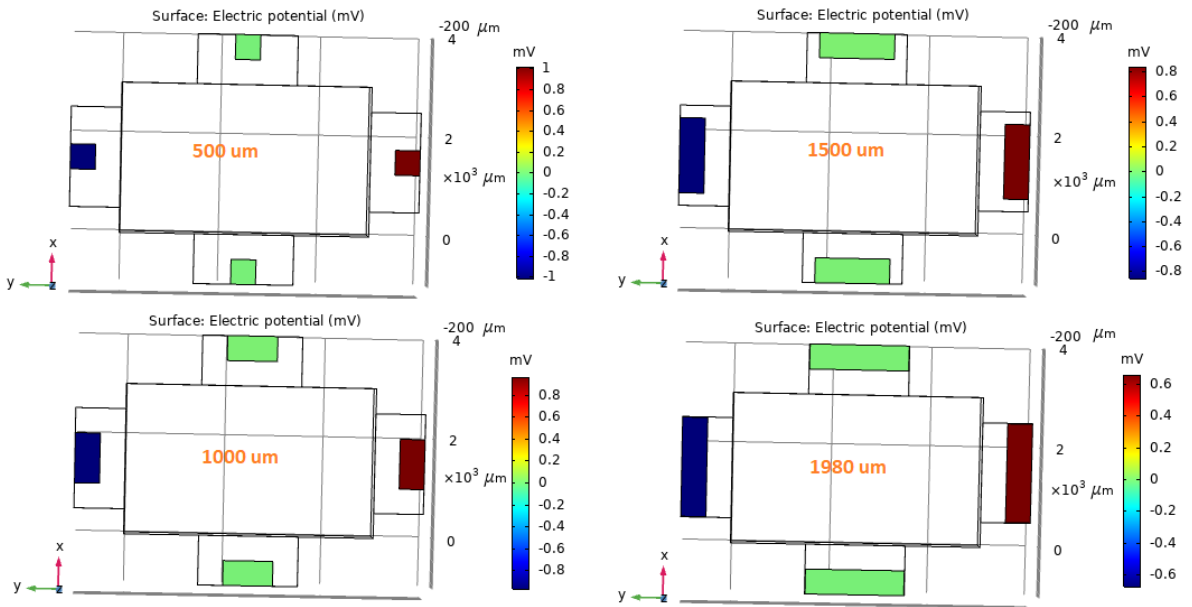 Surface: Electric potential (mV)
-200 μm
4
mV
1
0.8
0.6
0.4
0.2
0
-0.2
-0.4
-0.6
-0.8
-1
500 um
2
×10³ μm
0
x
y
z
Surface: Electric potential (mV)
-200 μm
4
mV
0.8
0.6
0.4
0.2
0
-0.2
-0.4
-0.6
-0.8
1500 um
2
×10³ μm
0
x
y
z
Surface: Electric potential (mV)
-200 μm
4
mV
0.8
0.6
0.4
0.2
0
-0.2
-0.4
-0.6
-0.8
1000 um
2
×10³ μm
0
x
y
z
Surface: Electric potential (mV)
-200 μm
4
mV
0.6
0.4
0.2
0
-0.2
-0.4
-0.6
1980 um
2
×10³ μm
0
x
y
z